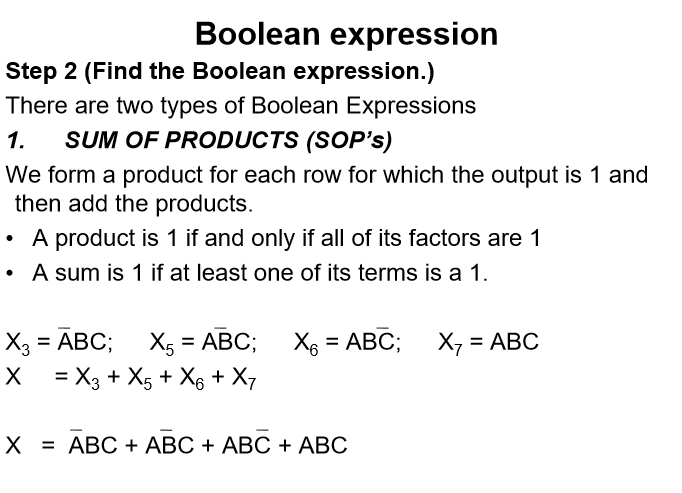 Boolean expression
Step 2 (Find the Boolean expression.)
There are two types of Boolean Expressions
1. SUM OF PRODUCTS (SOP's)
We form a product for each row for which the output is 1 and
then add the products.
• A product is 1 if and only if all of its factors are 1
• A sum is 1 if at least one of its terms is a 1.
X₃ = A̅BC; X₅ = AB̅C; X₆ = ABC̅; X₇ = ABC
X = X₃ + X₅ + X₆ + X₇
X = A̅BC + AB̅C + ABC̅ + ABC